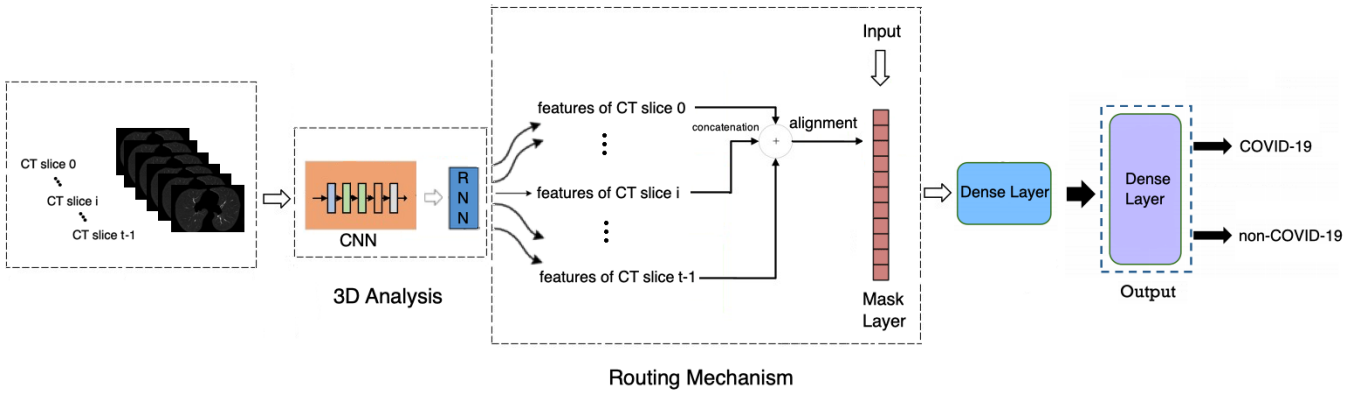 CT slice 0
CT slice i
CT slice t-1
CNN
R
N
N
3D Analysis
features of CT slice 0
features of CT slice i
features of CT slice t-1
concatenation
+
alignment
Input
Mask
Layer
Routing Mechanism
Dense Layer
Dense
Layer
Output
COVID-19
non-COVID-19